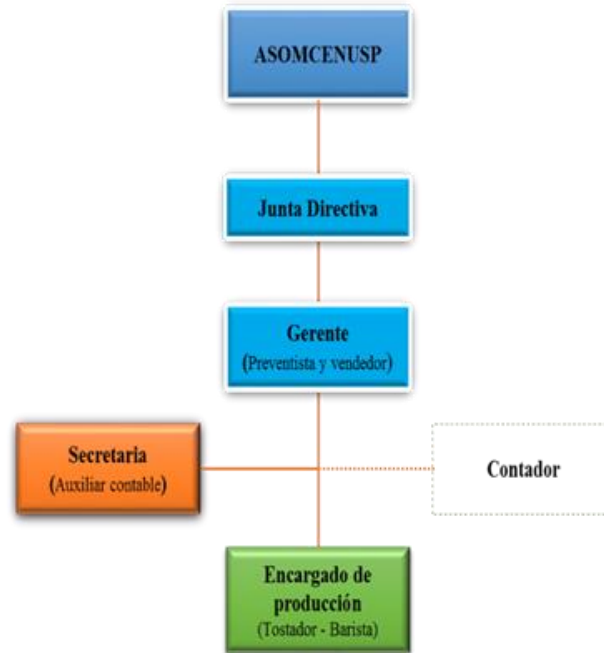 ASOMCENUSP
Junta Directiva
Gerente
(Preventista y vendedor)
Secretaria
(Auxiliar contable)
Contador
Encargado de
producción
(Tostador - Barista)